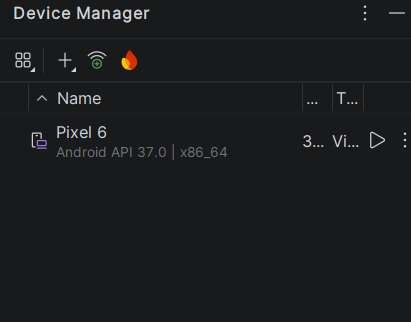 Device Manager
Name ... T...
Pixel 6 3... Vi...
Android API 37.0 | x86_64